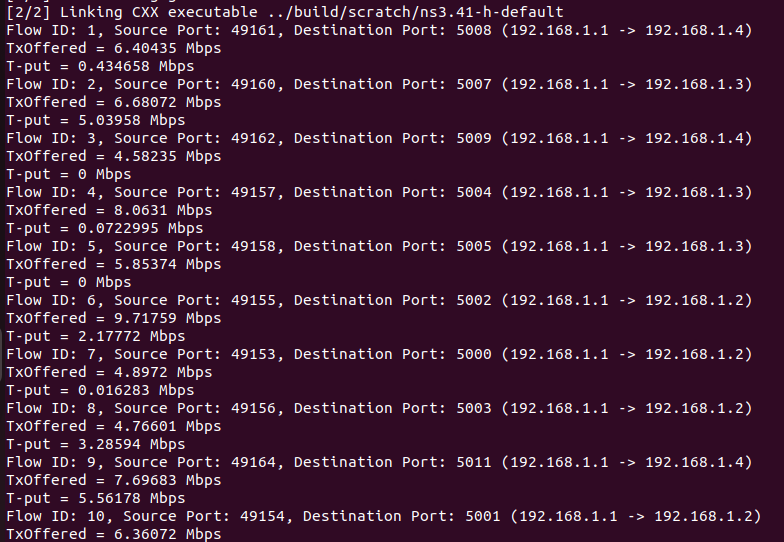 [2/2] Linking CXX executable ../build/scratch/ns3.41-h-default
Flow ID: 1, Source Port: 49161, Destination Port: 5008 (192.168.1.1 -> 192.168.1.4)
TxOffered = 6.40435 Mbps
T-put = 0.434658 Mbps
Flow ID: 2, Source Port: 49160, Destination Port: 5007 (192.168.1.1 -> 192.168.1.3)
TxOffered = 6.68072 Mbps
T-put = 5.03958 Mbps
Flow ID: 3, Source Port: 49162, Destination Port: 5009 (192.168.1.1 -> 192.168.1.4)
TxOffered = 4.58235 Mbps
T-put = 0 Mbps
Flow ID: 4, Source Port: 49157, Destination Port: 5004 (192.168.1.1 -> 192.168.1.3)
TxOffered = 8.0631 Mbps
T-put = 0.0722995 Mbps
Flow ID: 5, Source Port: 49158, Destination Port: 5005 (192.168.1.1 -> 192.168.1.3)
TxOffered = 5.85374 Mbps
T-put = 0 Mbps
Flow ID: 6, Source Port: 49155, Destination Port: 5002 (192.168.1.1 -> 192.168.1.2)
TxOffered = 9.71759 Mbps
T-put = 2.17772 Mbps
Flow ID: 7, Source Port: 49153, Destination Port: 5000 (192.168.1.1 -> 192.168.1.2)
TxOffered = 4.8972 Mbps
T-put = 0.016283 Mbps
Flow ID: 8, Source Port: 49156, Destination Port: 5003 (192.168.1.1 -> 192.168.1.2)
TxOffered = 4.76601 Mbps
T-put = 3.28594 Mbps
Flow ID: 9, Source Port: 49164, Destination Port: 5011 (192.168.1.1 -> 192.168.1.4)
TxOffered = 7.69683 Mbps
T-put = 5.56178 Mbps
Flow ID: 10, Source Port: 49154, Destination Port: 5001 (192.168.1.1 -> 192.168.1.2)
TxOffered = 6.36072 Mbps